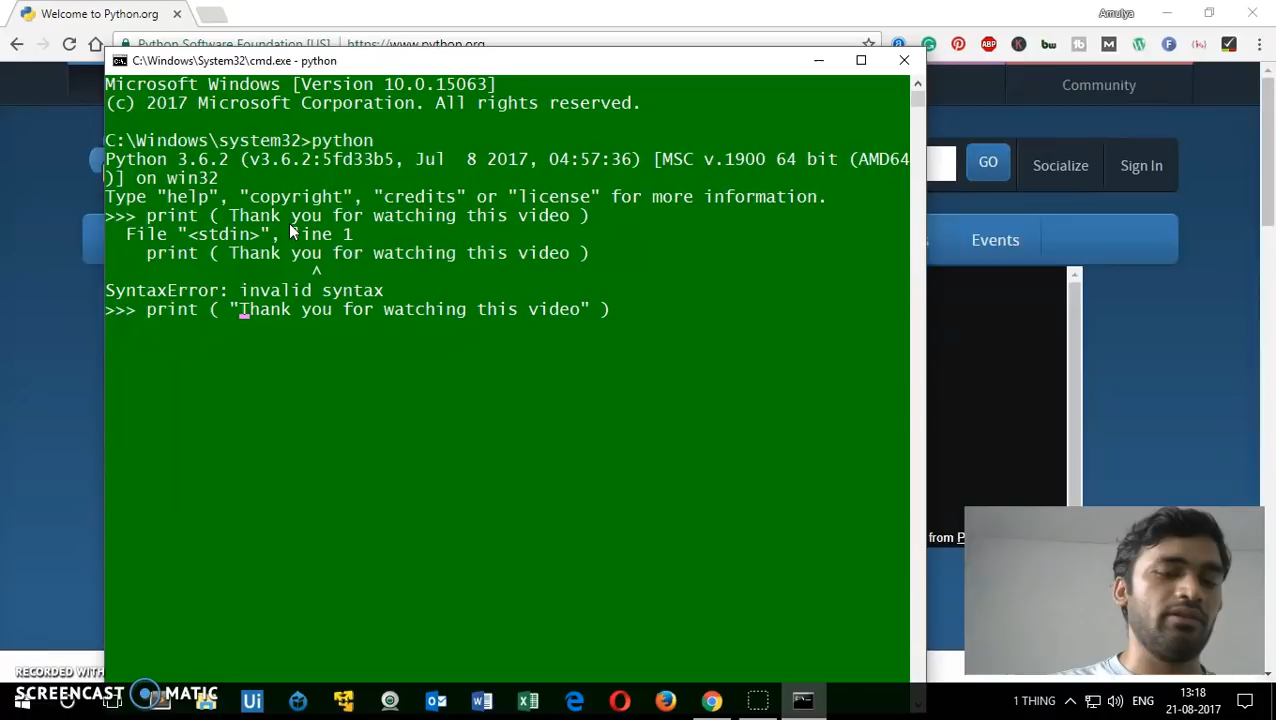 Welcome to Python.org
Amulya
Python Software Foundation [US]
https://www.python.org
C:\Windows\System32\cmd.exe - python
Community
Microsoft Windows [Version 10.0.15063]
(c) 2017 Microsoft Corporation. All rights reserved.
C:\Windows\system32>python
Python 3.6.2 (v3.6.2:5fd33b5, Jul  8 2017, 04:57:36) [MSC v.1900 64 bit (AMD64
)] on win32
Type "help", "copyright", "credits" or "license" for more information.
>>> print ( Thank you for watching this video )
File "<stdin>", line 1
print ( Thank you for watching this video )
^
SyntaxError: invalid syntax
>>> print ( "Thank you for watching this video" )
GO
Socialize
Sign In
Events
from P
RECORDED WITH
SCREENCAST MATIC
Ui
1 THING
ENG
13:18
21-08-2017